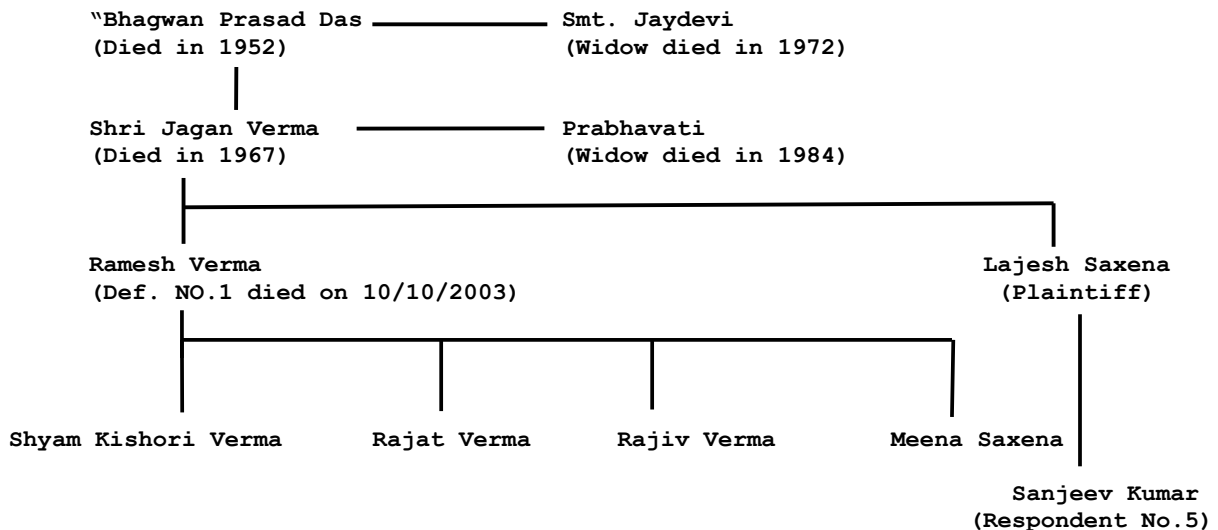 “Bhagwan Prasad Das Smt. Jaydevi
(Died in 1952) (Widow died in 1972)
Shri Jagan Verma Prabhavati
(Died in 1967) (Widow died in 1984)
Ramesh Verma Lajesh Saxena
(Def. NO.1 died on 10/10/2003) (Plaintiff)
Shyam Kishori Verma Rajat Verma Rajiv Verma Meena Saxena
Sanjeev Kumar
(Respondent No.5)